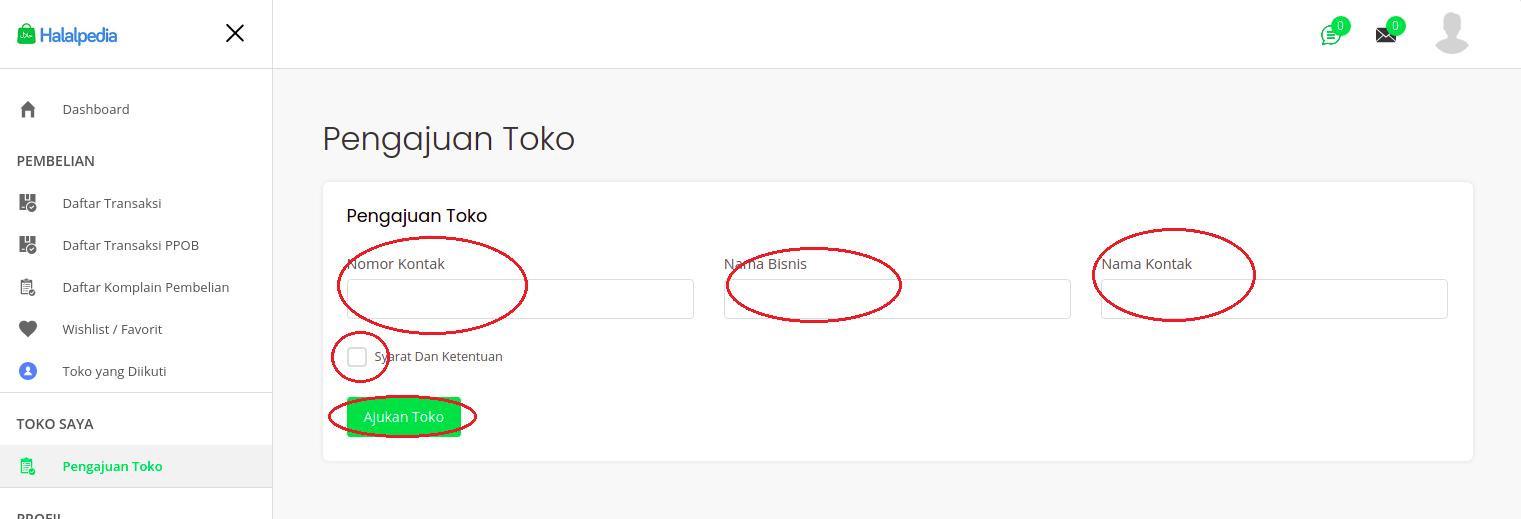 Halalpedia
0
0
Dashboard
PEMBELIAN
Daftar Transaksi
Daftar Transaksi PPOB
Daftar Komplain Pembelian
Wishlist / Favorit
Toko yang Diikuti
TOKO SAYA
Pengajuan Toko
PROFIL
Pengajuan Toko
Pengajuan Toko
Nomor Kontak
Nama Bisnis
Nama Kontak
Syarat Dan Ketentuan
Ajukan Toko